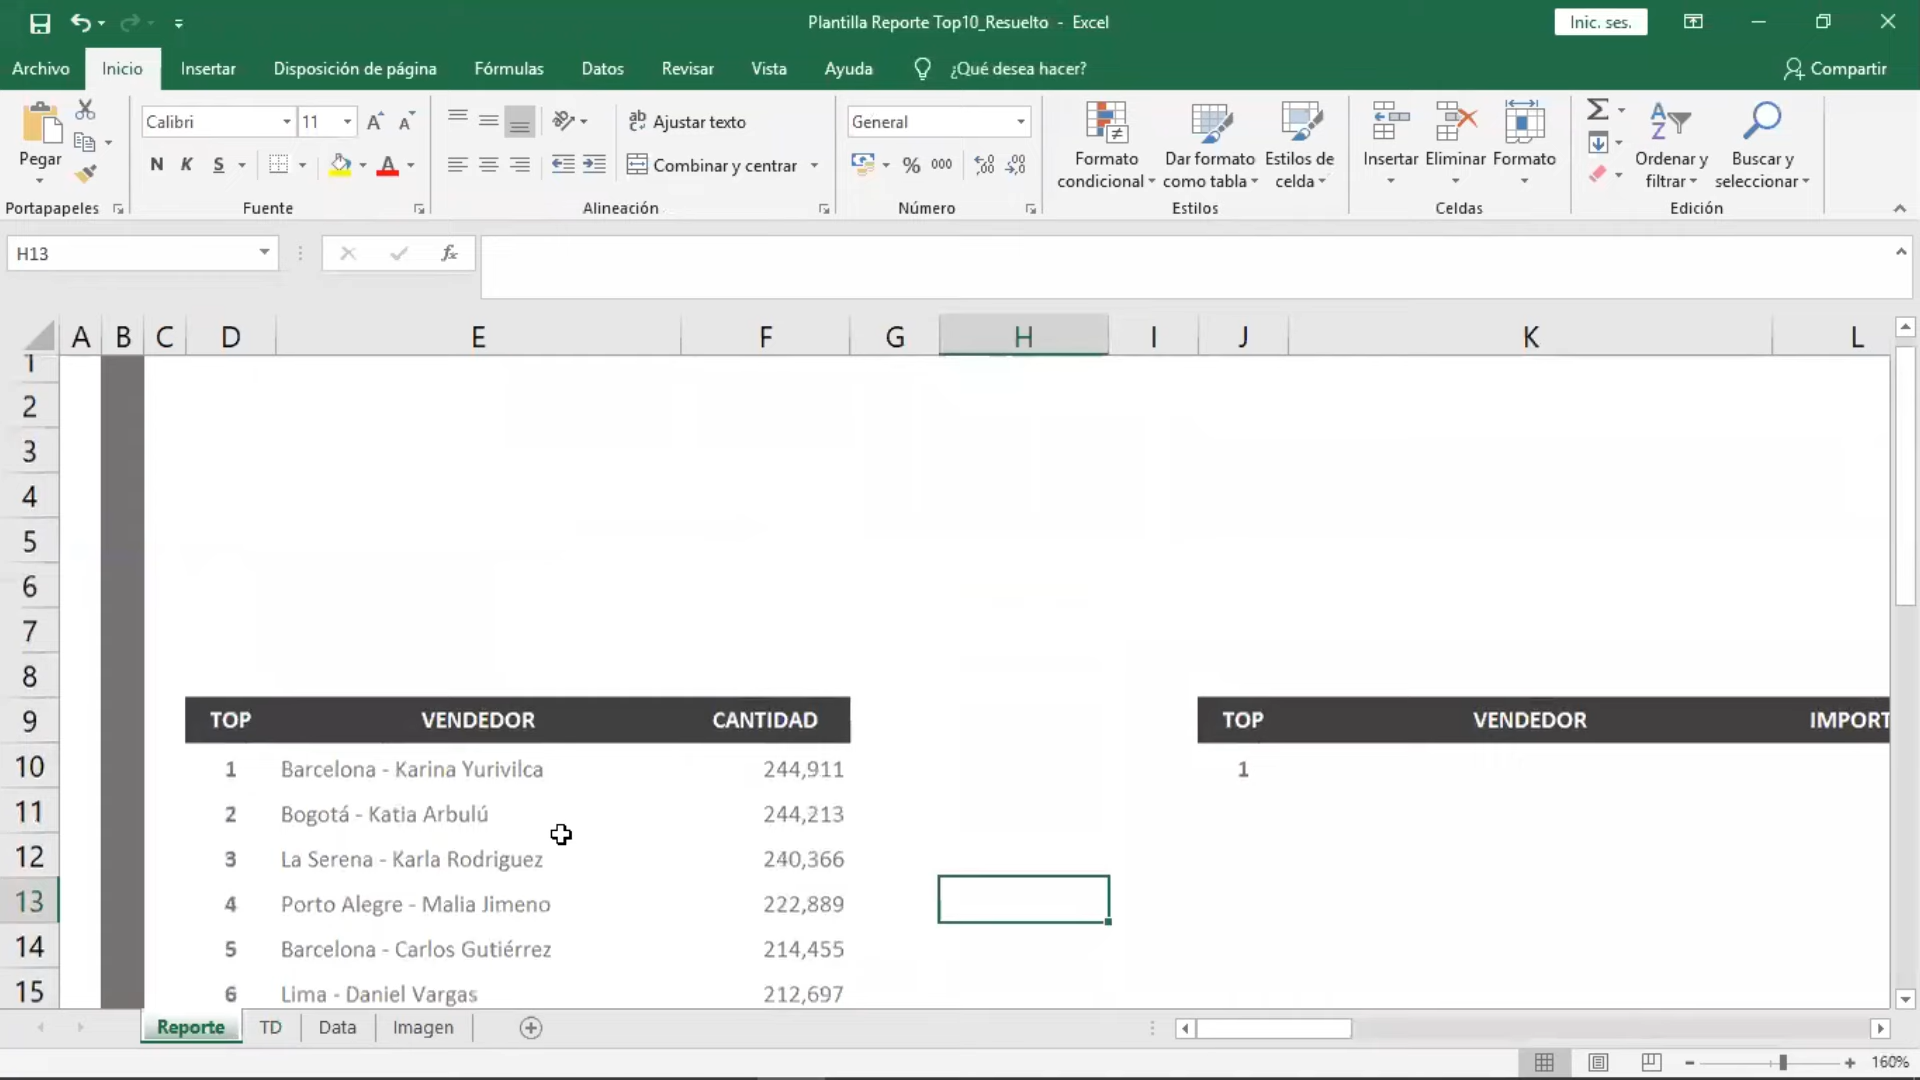 Plantilla Reporte Top10_Resuelto - Excel
Inic. ses.
Archivo Inicio Insertar Disposición de página Fórmulas Datos Revisar Vista Ayuda ¿Qué desea hacer? Compartir
Pegar
Portapapeles
Calibri 11
N K S
Fuente
Ajustar texto
Combinar y centrar
Alineación
General
% 000
Número
Formato condicional
Dar formato como tabla
Estilos de celda
Estilos
Insertar Eliminar Formato
Celdas
Ordenar y filtrar
Buscar y seleccionar
Edición
H13 fx
A B C D E F G H I J K L
1
2
3
4
5
6
7
8
9 TOP VENDEDOR CANTIDAD TOP VENDEDOR IMPORT
10 1 Barcelona - Karina Yurivilca 244,911 1
11 2 Bogotá - Katia Arbulú 244,213
12 3 La Serena - Karla Rodriguez 240,366
13 4 Porto Alegre - Malia Jimeno 222,889
14 5 Barcelona - Carlos Gutiérrez 214,455
15 6 Lima - Daniel Vargas 212,697
Reporte TD Data Imagen
160%